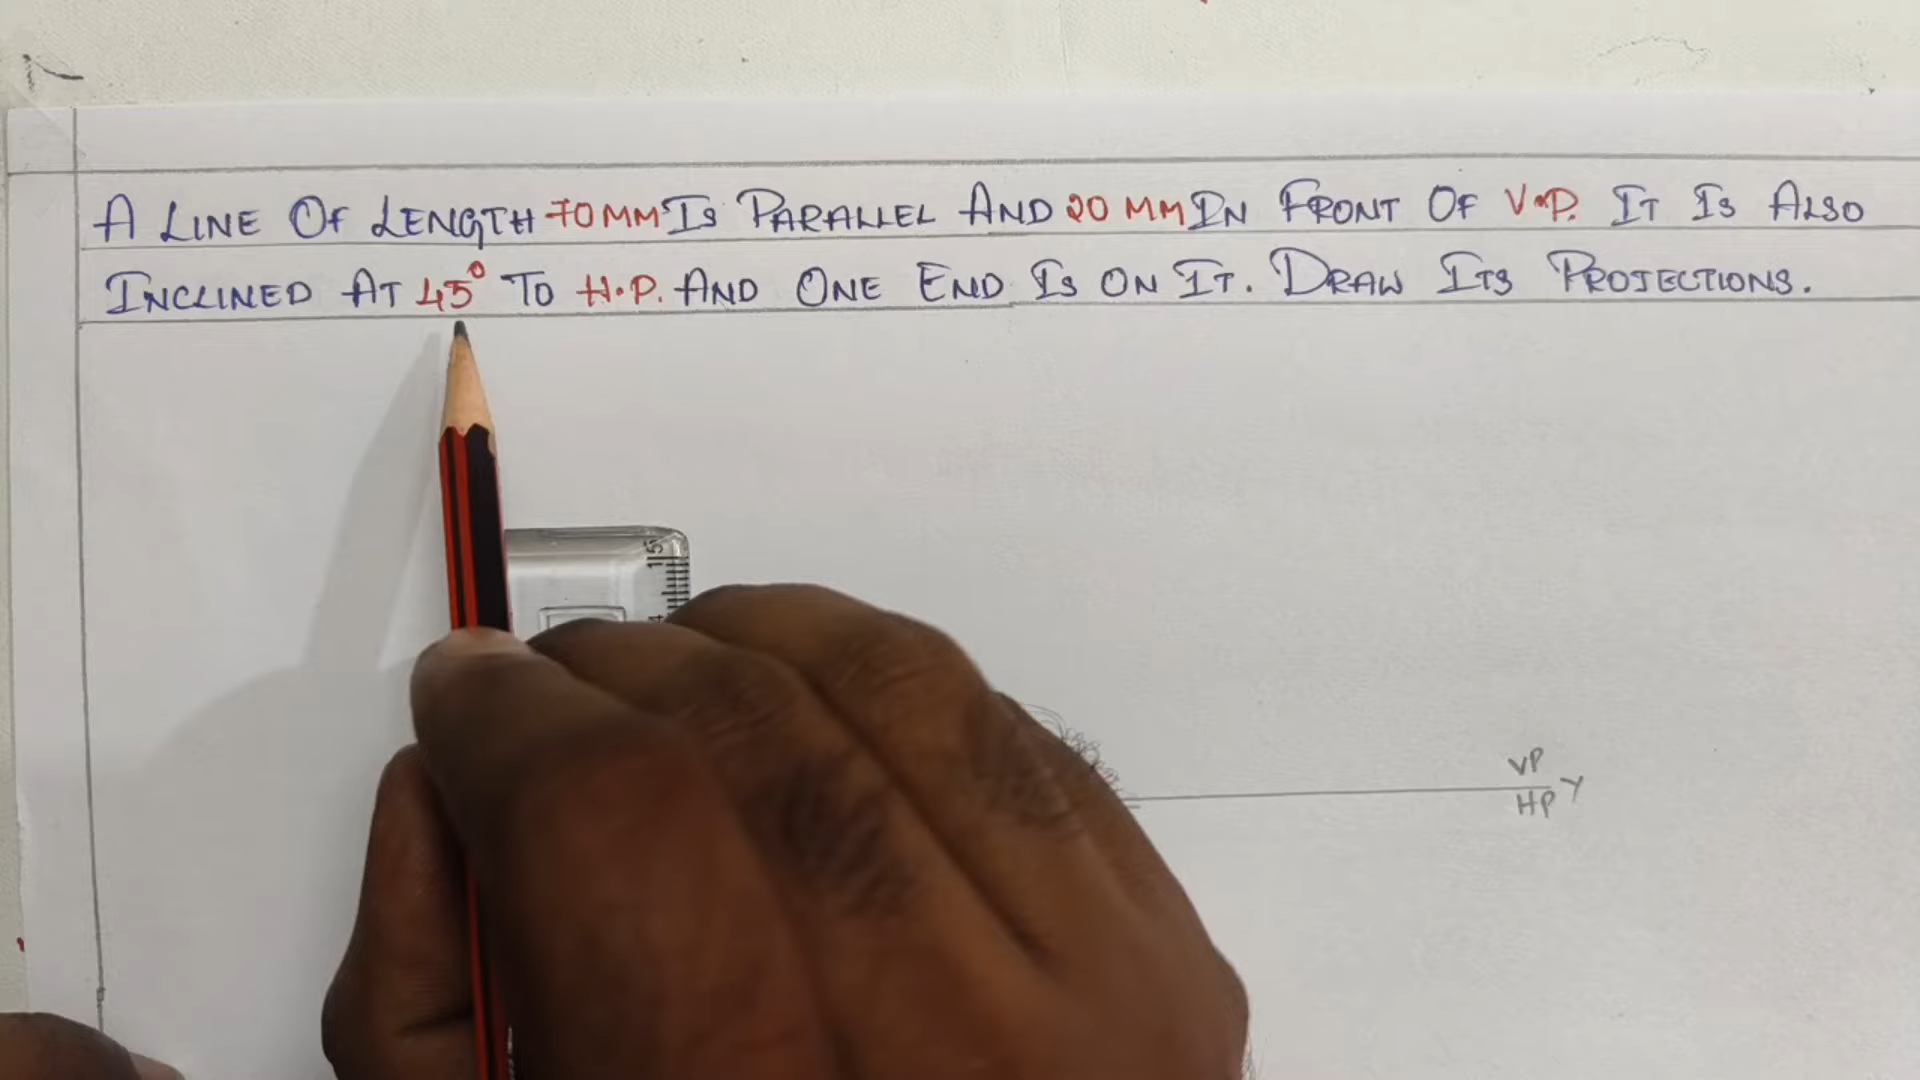 A LINE OF LENGTH 70MM IS PARALLEL AND 20 MM IN FRONT OF V.P. IT IS ALSO
INCLINED AT 45° TO H.P. AND ONE END IS ON IT. DRAW ITS PROJECTIONS.
15
VP
HP Y